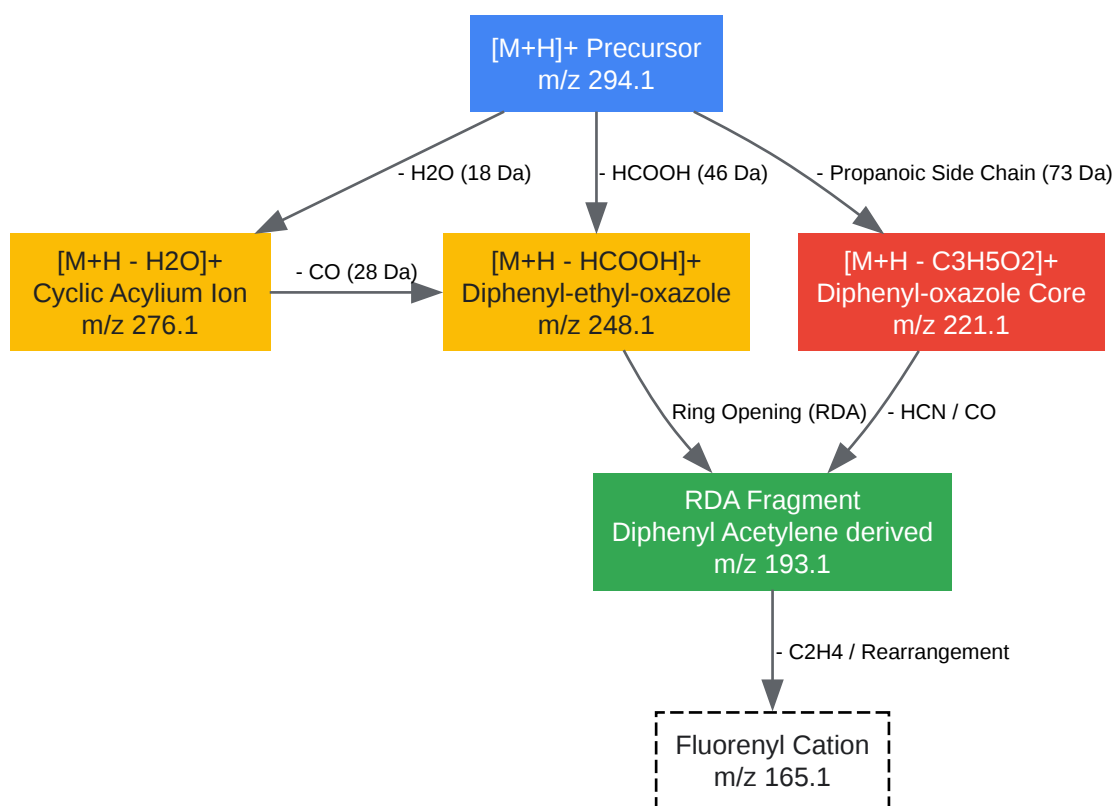 [M+H]+ Precursor
m/z 294.1
- H2O (18 Da)
- HCOOH (46 Da)
- Propanoic Side Chain (73 Da)
[M+H - H2O]+
Cyclic Acylium Ion
m/z 276.1
- CO (28 Da)
[M+H - HCOOH]+
Diphenyl-ethyl-oxazole
m/z 248.1
[M+H - C3H5O2]+
Diphenyl-oxazole Core
m/z 221.1
Ring Opening (RDA)
- HCN / CO
RDA Fragment
Diphenyl Acetylene derived
m/z 193.1
- C2H4 / Rearrangement
Fluorenyl Cation
m/z 165.1